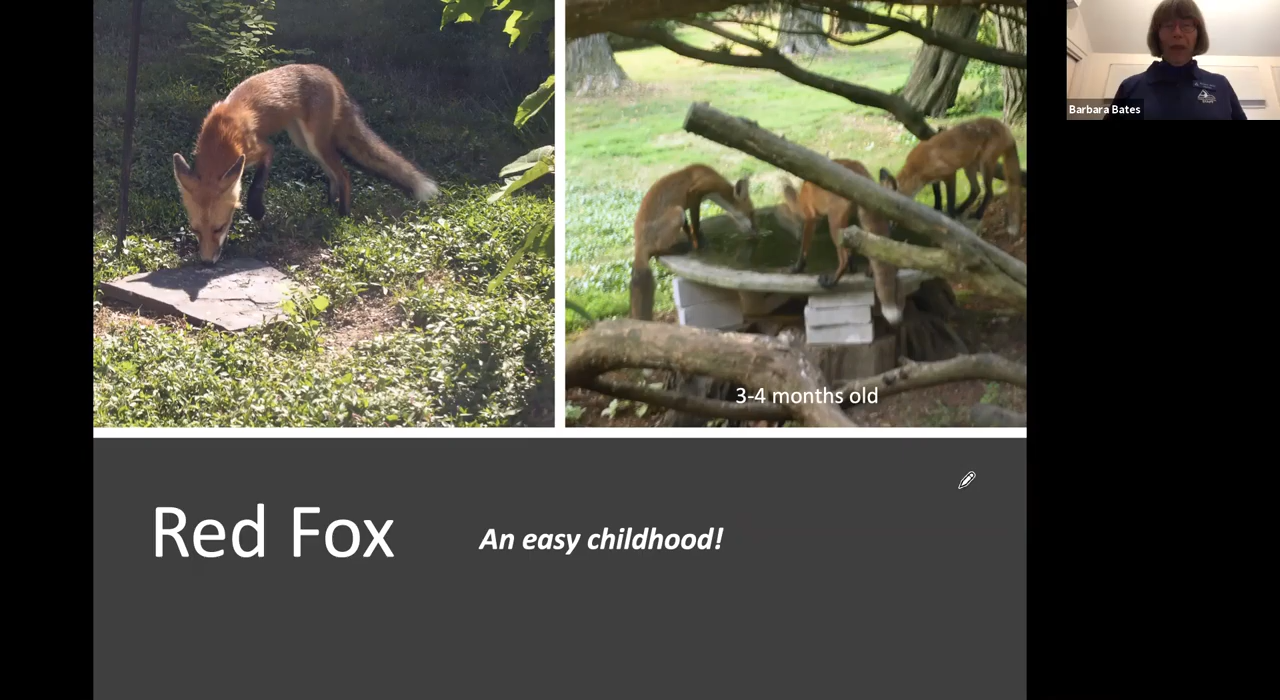 Barbara Bates
3-4 months old
Red Fox
An easy childhood!